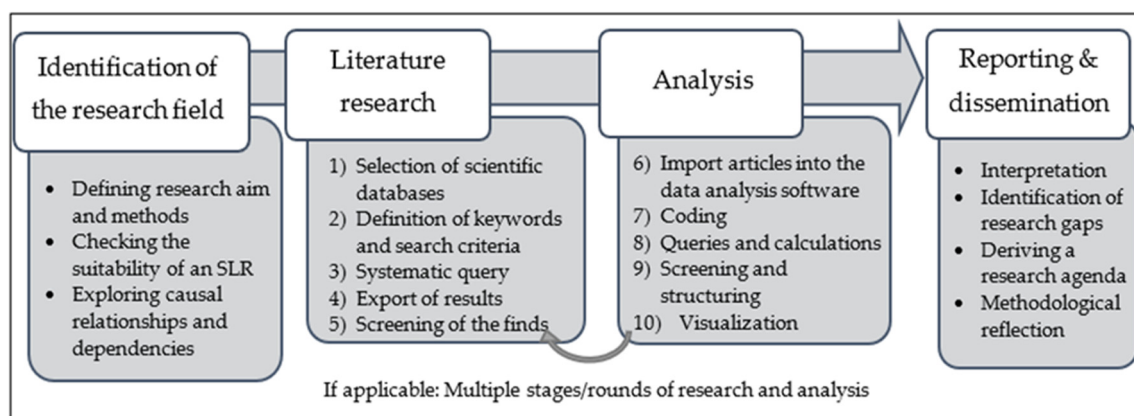 Identification of
the research field
• Defining research aim
and methods
• Checking the
suitability of an SLR
• Exploring causal
relationships and
dependencies
Literature
research
1) Selection of scientific
databases
2) Definition of keywords
and search criteria
3) Systematic query
4) Export of results
5) Screening of the finds
Analysis
6) Import articles into the
data analysis software
7) Coding
8) Queries and calculations
9) Screening and
structuring
10) Visualization
Reporting &
dissemination
• Interpretation
• Identification of
research gaps
• Deriving a
research agenda
• Methodological
reflection
If applicable: Multiple stages/rounds of research and analysis